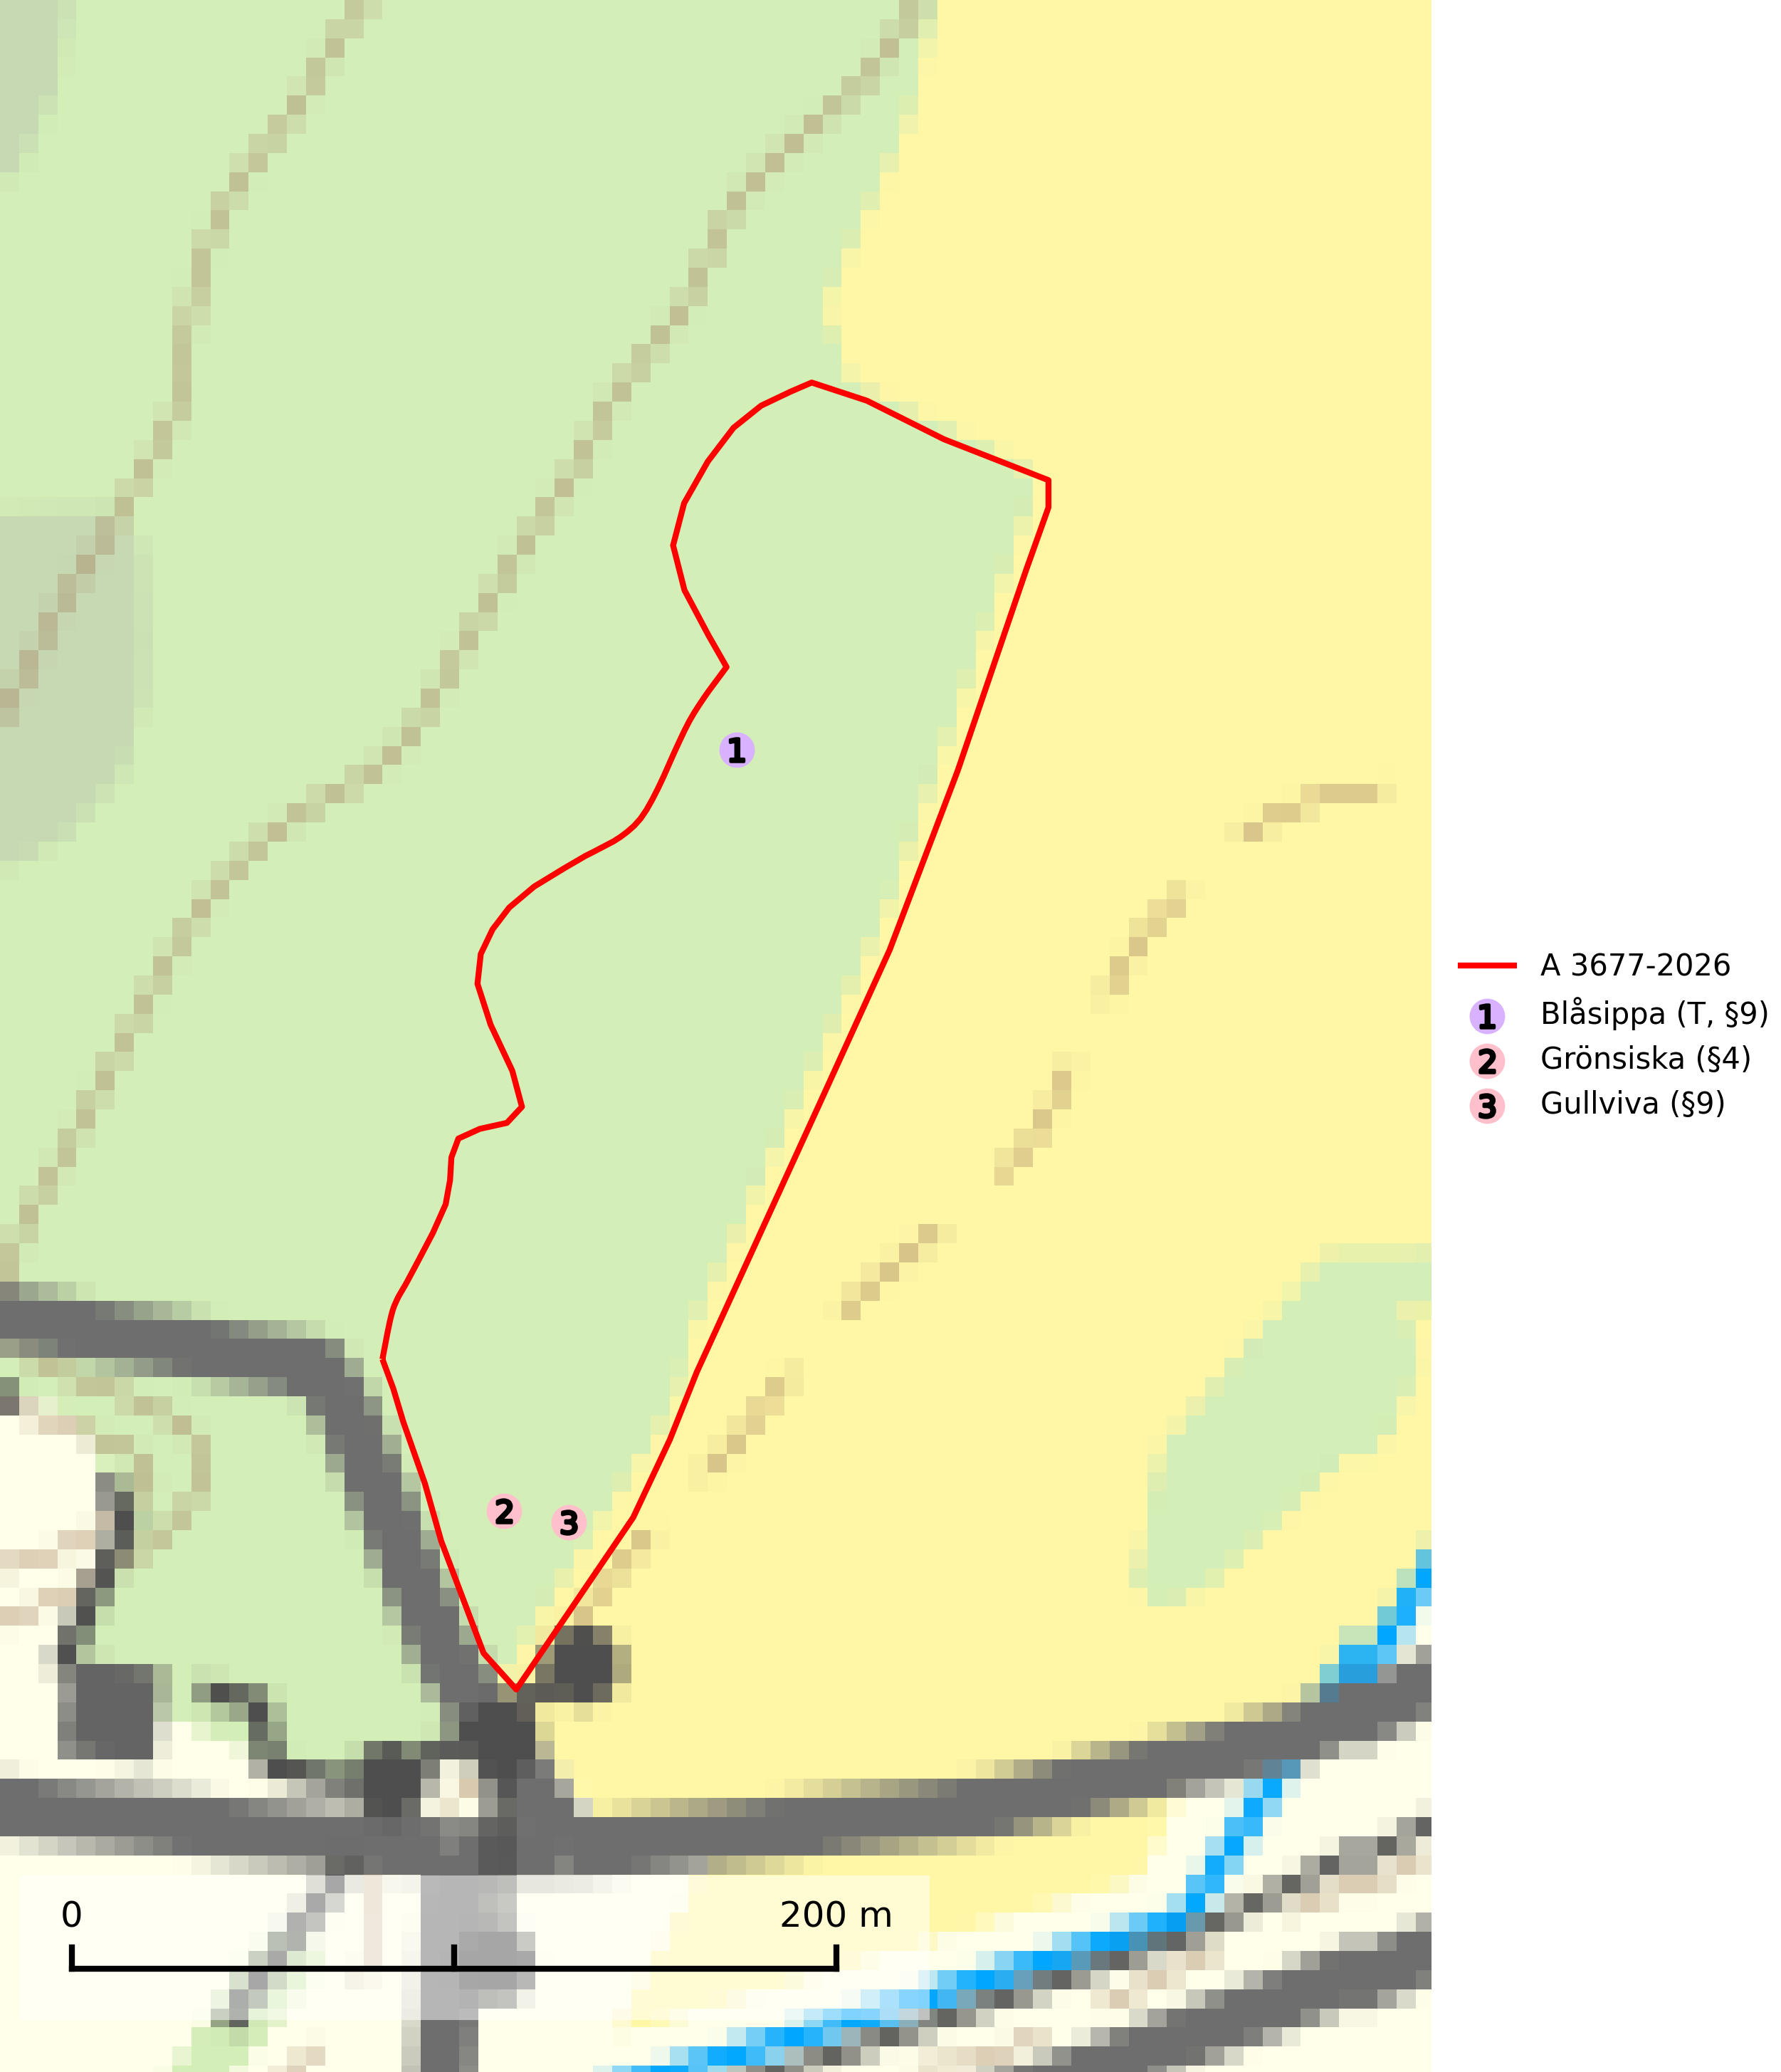 1
2
3
A 3677-2026
1 Blåsippa (T, §9)
2 Grönsiska (§4)
3 Gullviva (§9)
0 200 m